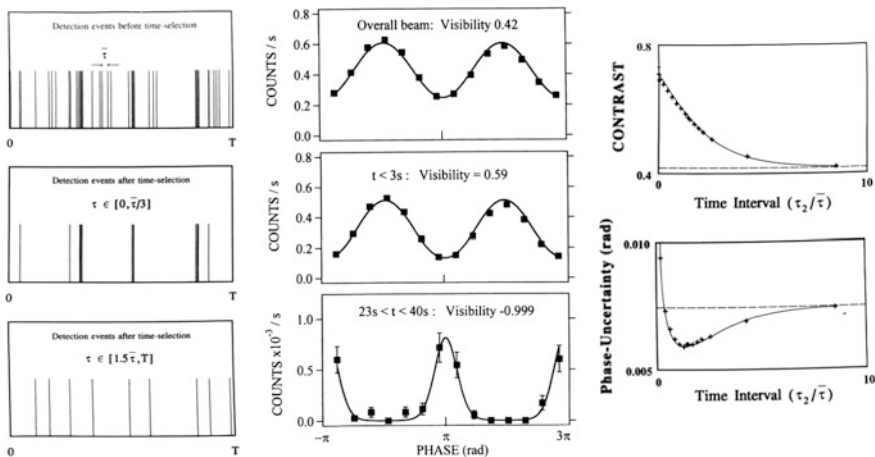 Detection events before time-selection
τ̅
0 T
Detection events after time-selection
τ ∈ [0,τ̅/3]
0 T
Detection events after time-selection
τ ∈ [1.5τ̅,T]
0 T
Overall beam: Visibility 0.42
COUNTS / s
0.8
0.6
0.4
0.2
0.0
t < 3s : Visibility = 0.59
COUNTS / s
0.8
0.6
0.4
0.2
0.0
23s < t < 40s : Visibility -0.999
COUNTS x10⁻³ / s
1.0
0.5
0.0
−π π 3π
PHASE (rad)
CONTRAST
0.8
0.4
0 10
Time Interval (τ₂/τ̅)
Phase-Uncertainty (rad)
0.010
0.005
0 10
Time Interval (τ₂/τ̅)